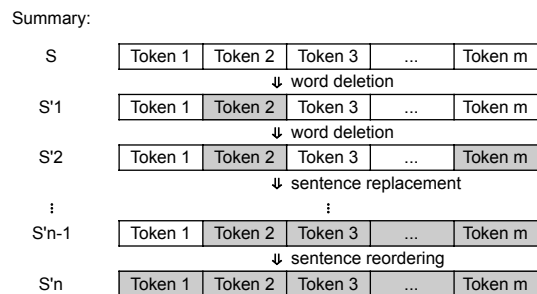 Summary:
S Token 1 Token 2 Token 3 ... Token m
⇓ word deletion
S'1 Token 1 Token 2 Token 3 ... Token m
⇓ word deletion
S'2 Token 1 Token 2 Token 3 ... Token m
⇓ sentence replacement
⋮ ⋮
S'n-1 Token 1 Token 2 Token 3 ... Token m
⇓ sentence reordering
S'n Token 1 Token 2 Token 3 ... Token m